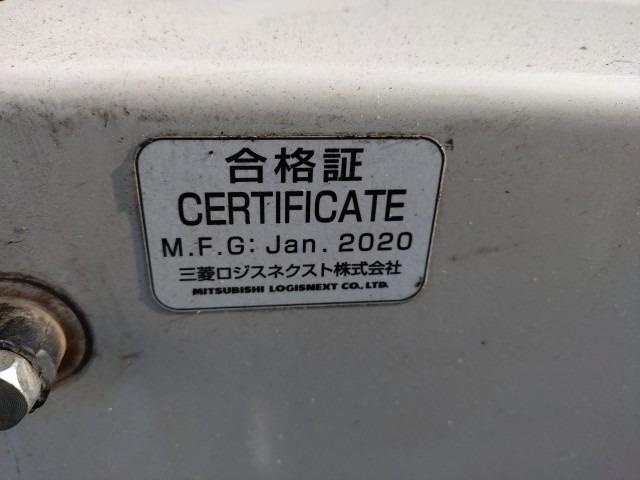 合格証
CERTIFICATE
M.F.G: Jan. 2020
三菱ロジスネクスト株式会社
MITSUBISHI LOGISNEXT CO., LTD.